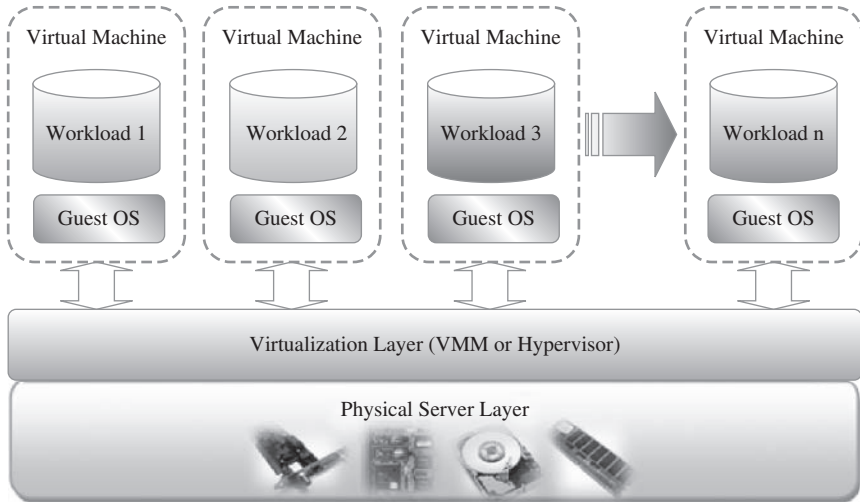 Virtual Machine
Virtual Machine
Virtual Machine
Virtual Machine
Workload 1
Workload 2
Workload 3
Workload n
Guest OS
Guest OS
Guest OS
Guest OS
Virtualization Layer (VMM or Hypervisor)
Physical Server Layer